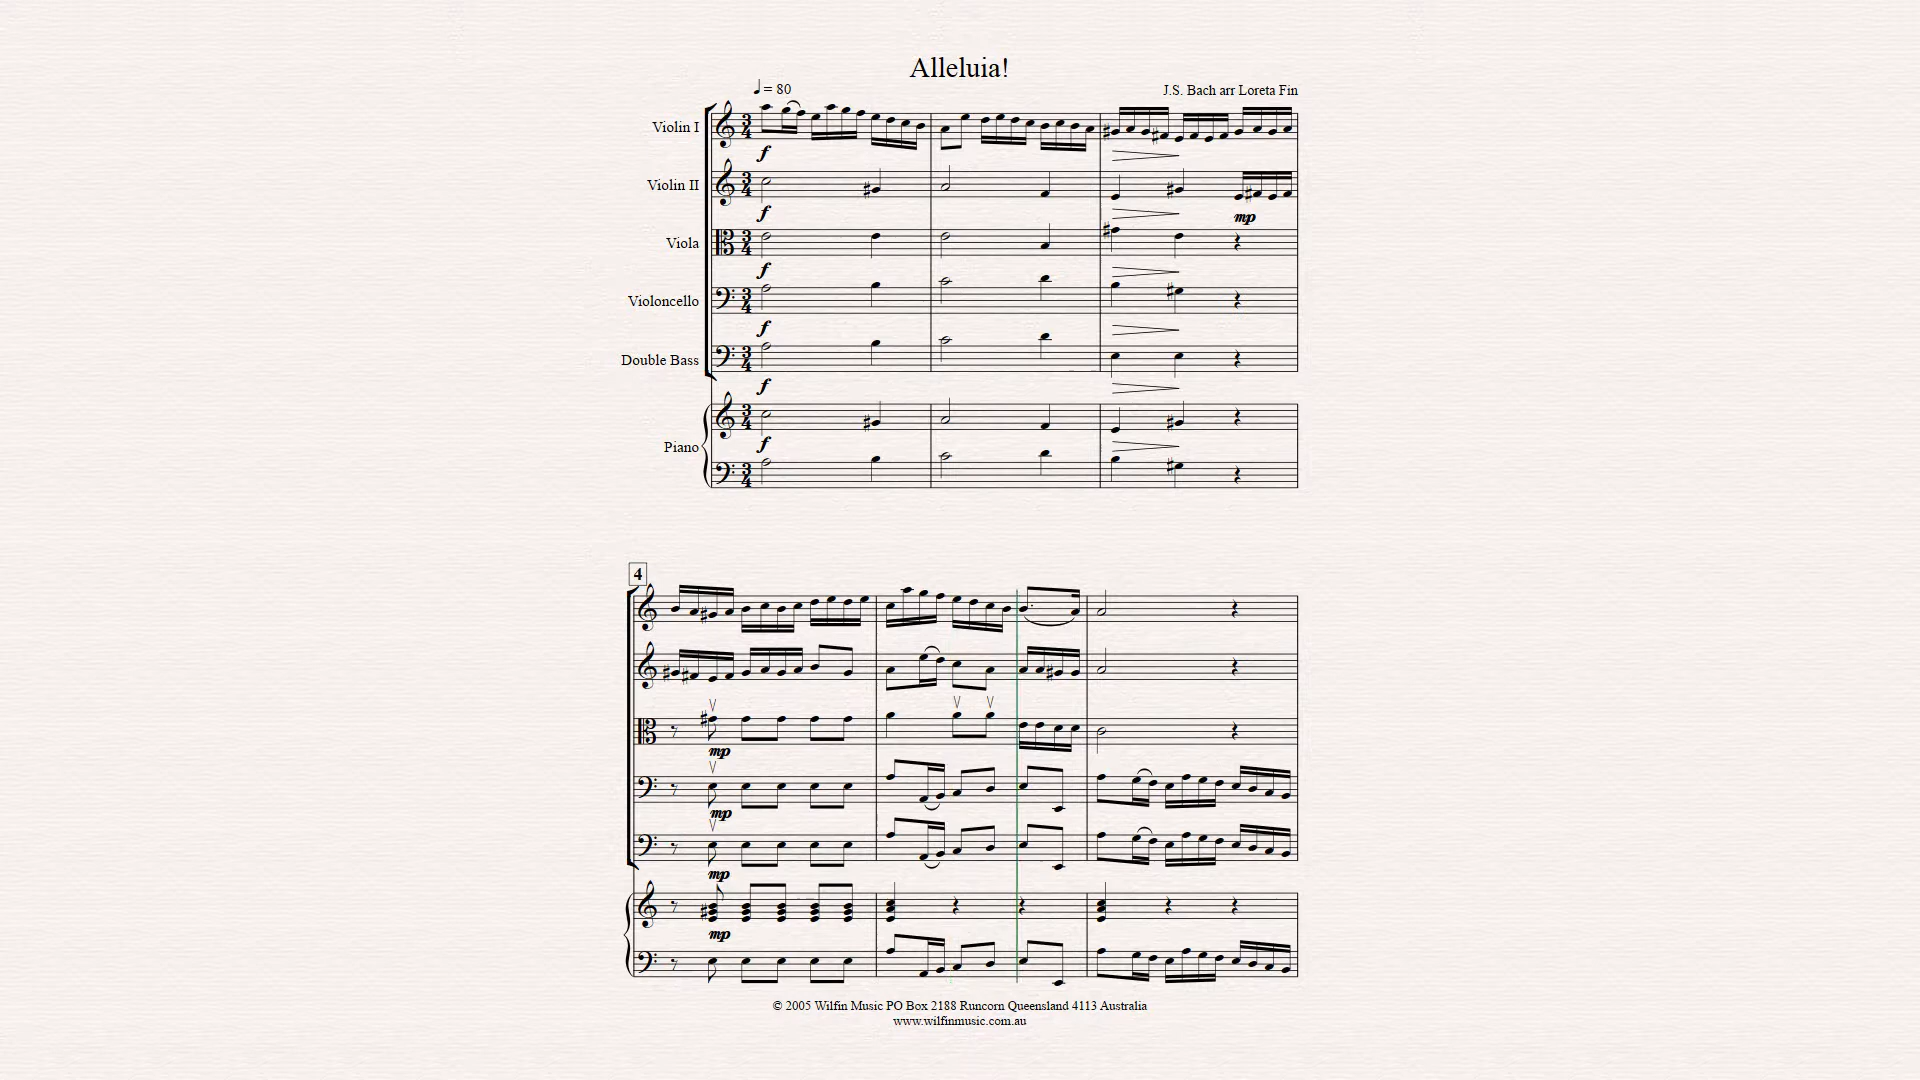 Alleluia!
♩= 80
J.S. Bach arr Loreta Fin
Violin I
f
Violin II
f
mp
Viola
f
Violoncello
f
Double Bass
f
Piano
f
4
mp
mp
mp
mp
© 2005 Wilfin Music PO Box 2188 Runcorn Queensland 4113 Australia
www.wilfinmusic.com.au